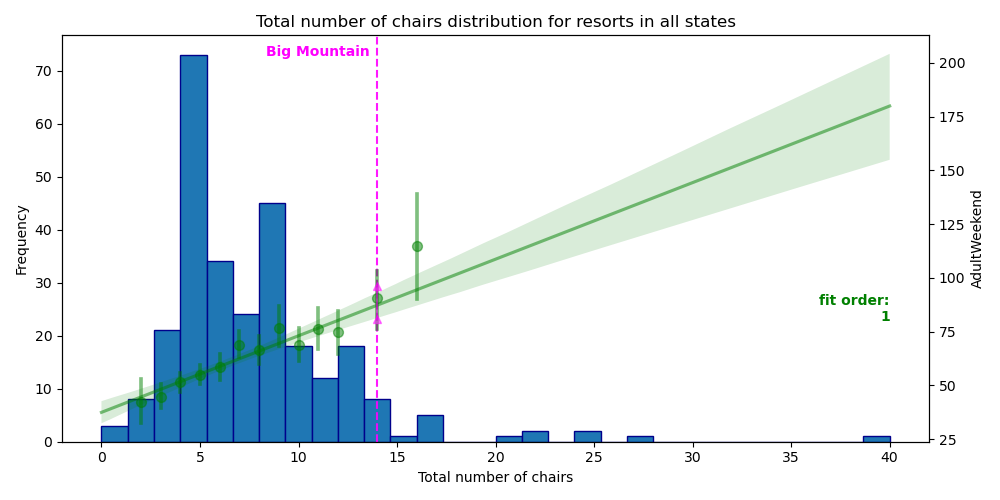 Total number of chairs distribution for resorts in all states
Big Mountain
70
60
50
40
30
20
10
0
Frequency
200
175
150
125
100
75
50
25
AdultWeekend
fit order:
1
0 5 10 15 20 25 30 35 40
Total number of chairs